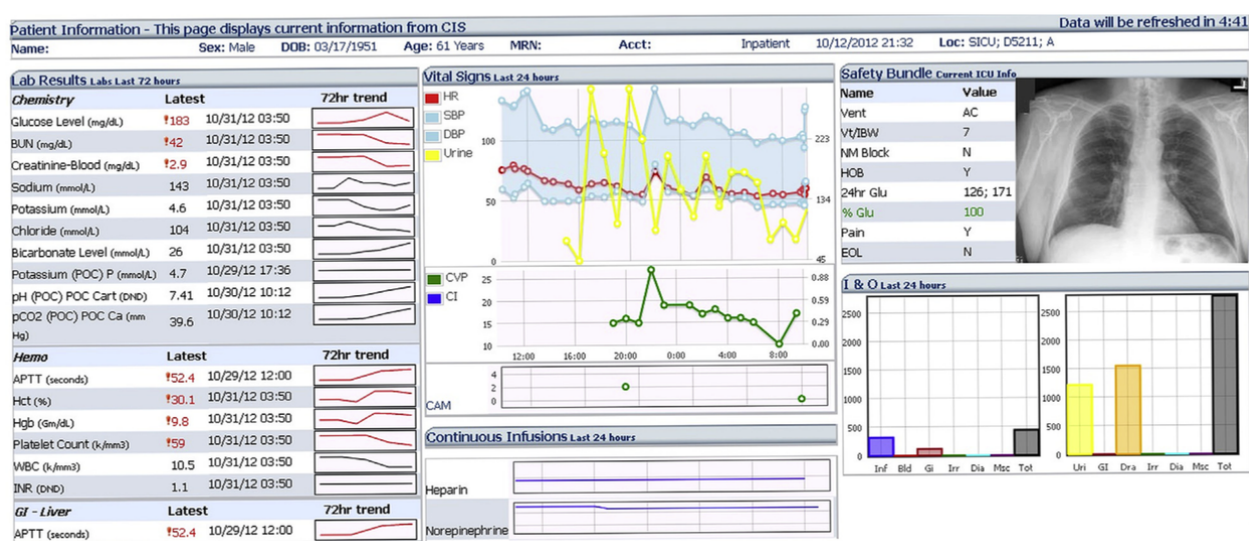 Patient Information - This page displays current information from CIS
Data will be refreshed in 4:41
Name: Sex: Male DOB: 03/17/1951 Age: 61 Years MRN: Acct: Inpatient 10/12/2012 21:32 Loc: SICU; D5211; A
Lab Results Labs Last 72 hours
Chemistry Latest 72hr trend
Glucose Level (mg/dL) !183 10/31/12 03:50
BUN (mg/dL) !42 10/31/12 03:50
Creatinine-Blood (mg/dL) !2.9 10/31/12 03:50
Sodium (mmol/L) 143 10/31/12 03:50
Potassium (mmol/L) 4.6 10/31/12 03:50
Chloride (mmol/L) 104 10/31/12 03:50
Bicarbonate Level (mmol/L) 26 10/31/12 03:50
Potassium (POC) P (mmol/L) 4.7 10/29/12 17:36
pH (POC) POC Cart (DND) 7.41 10/30/12 10:12
pCO2 (POC) POC Ca (mm
Hg) 39.6 10/30/12 10:12
Hemo Latest 72hr trend
APTT (seconds) !52.4 10/29/12 12:00
Hct (%) !30.1 10/31/12 03:50
Hgb (Gm/dL) !9.8 10/31/12 03:50
Platelet Count (k/mm3) !59 10/31/12 03:50
WBC (k/mm3) 10.5 10/31/12 03:50
INR (DND) 1.1 10/31/12 03:50
GI - Liver Latest 72hr trend
APTT (seconds) !52.4 10/29/12 12:00
Vital Signs Last 24 hours
HR
SBP
DBP
Urine
100
50
0
223
134
45
CVP
CI
25
20
15
10
0.88
0.59
0.29
0.00
12:00 16:00 20:00 0:00 4:00 8:00
CAM
4
2
0
Continuous Infusions Last 24 hours
Heparin
Norepinephrine
Safety Bundle Current ICU Info
Name Value
Vent AC
Vt/IBW 7
NM Block N
HOB Y
24hr Glu 126; 171
% Glu 100
Pain Y
EOL N
L
I & O Last 24 hours
2500
2000
1500
1000
500
0
Inf Bld Gi Irr Dia Msc Tot
2500
2000
1500
1000
500
0
Uri GI Dra Irr Dia Msc Tot